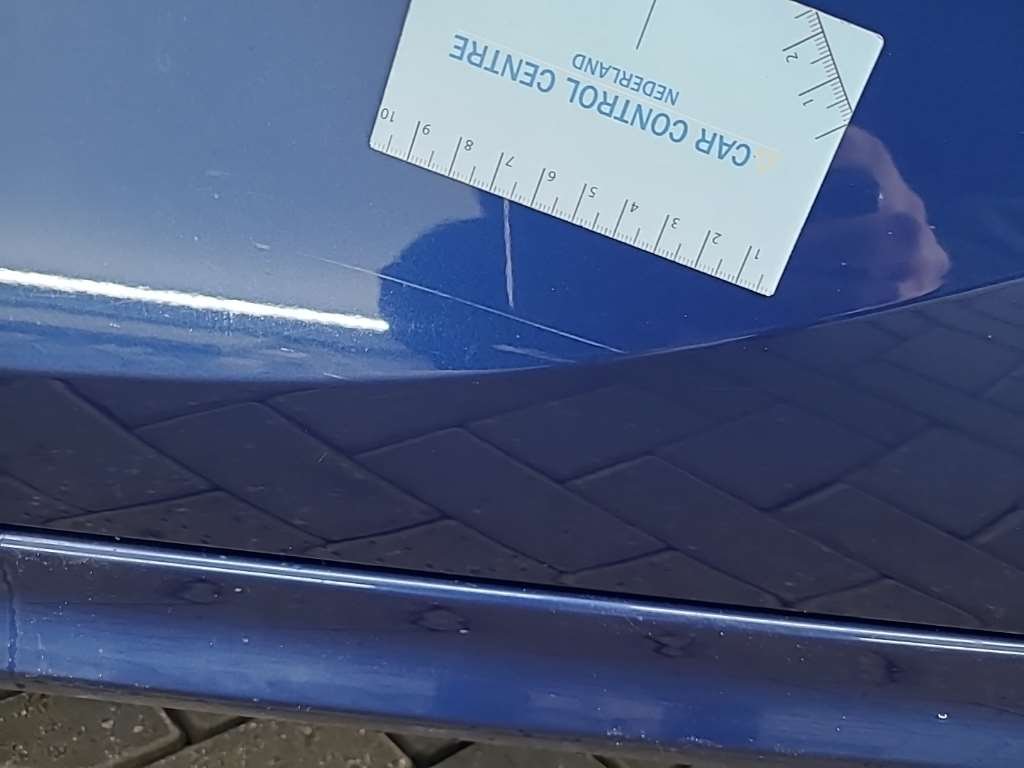 CAR CONTROL CENTRE
NEDERLAND
1 2 3 4 5 6 7 8 9 10
1 2